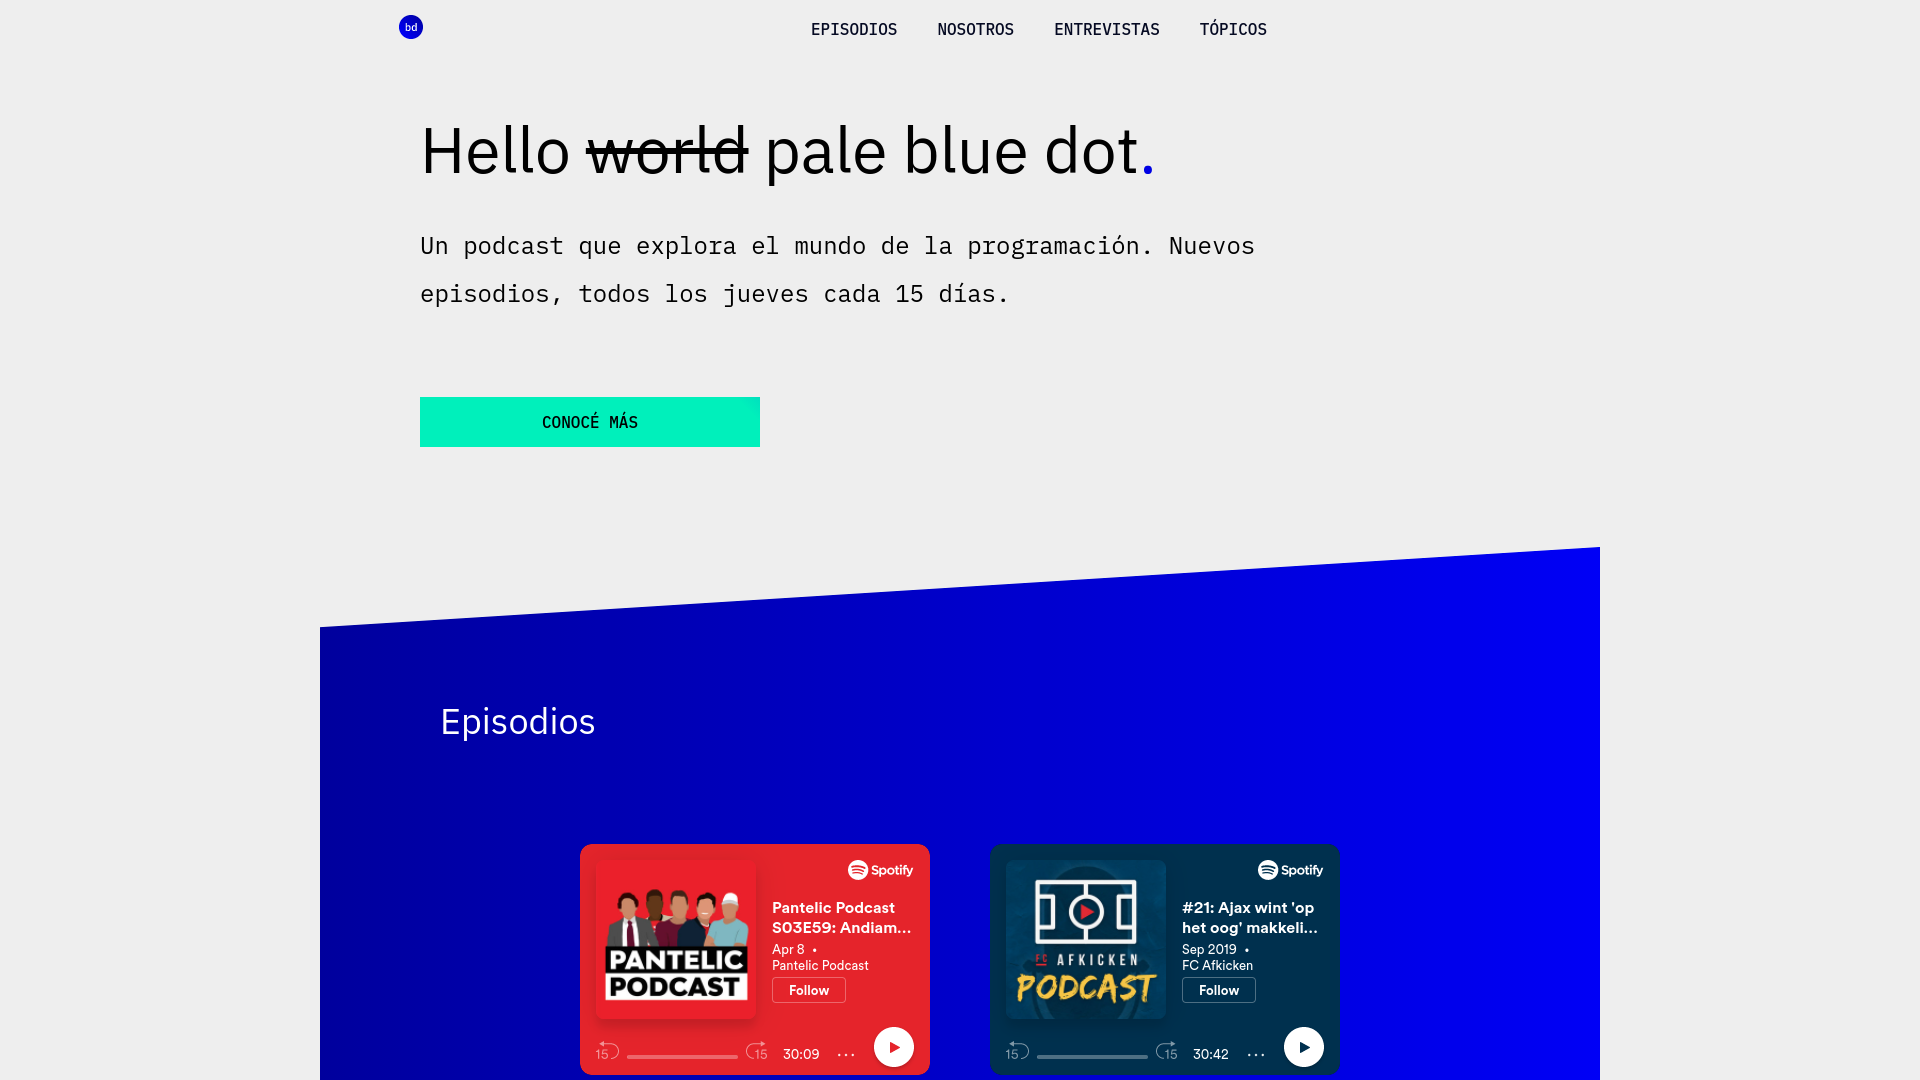 bd
EPISODIOS NOSOTROS ENTREVISTAS TÓPICOS
Hello world pale blue dot.
Un podcast que explora el mundo de la programación. Nuevos
episodios, todos los jueves cada 15 días.
CONOCÉ MÁS
Episodios
Spotify
Pantelic Podcast
S03E59: Andiam...
Apr 8 •
Pantelic Podcast
Follow
PANTELIC
PODCAST
15
15 30:09 ...
Spotify
#21: Ajax wint 'op
het oog' makkeli...
Sep 2019 •
FC Afkicken
Follow
FC AFKICKEN
PODCAST
15
15 30:42 ...